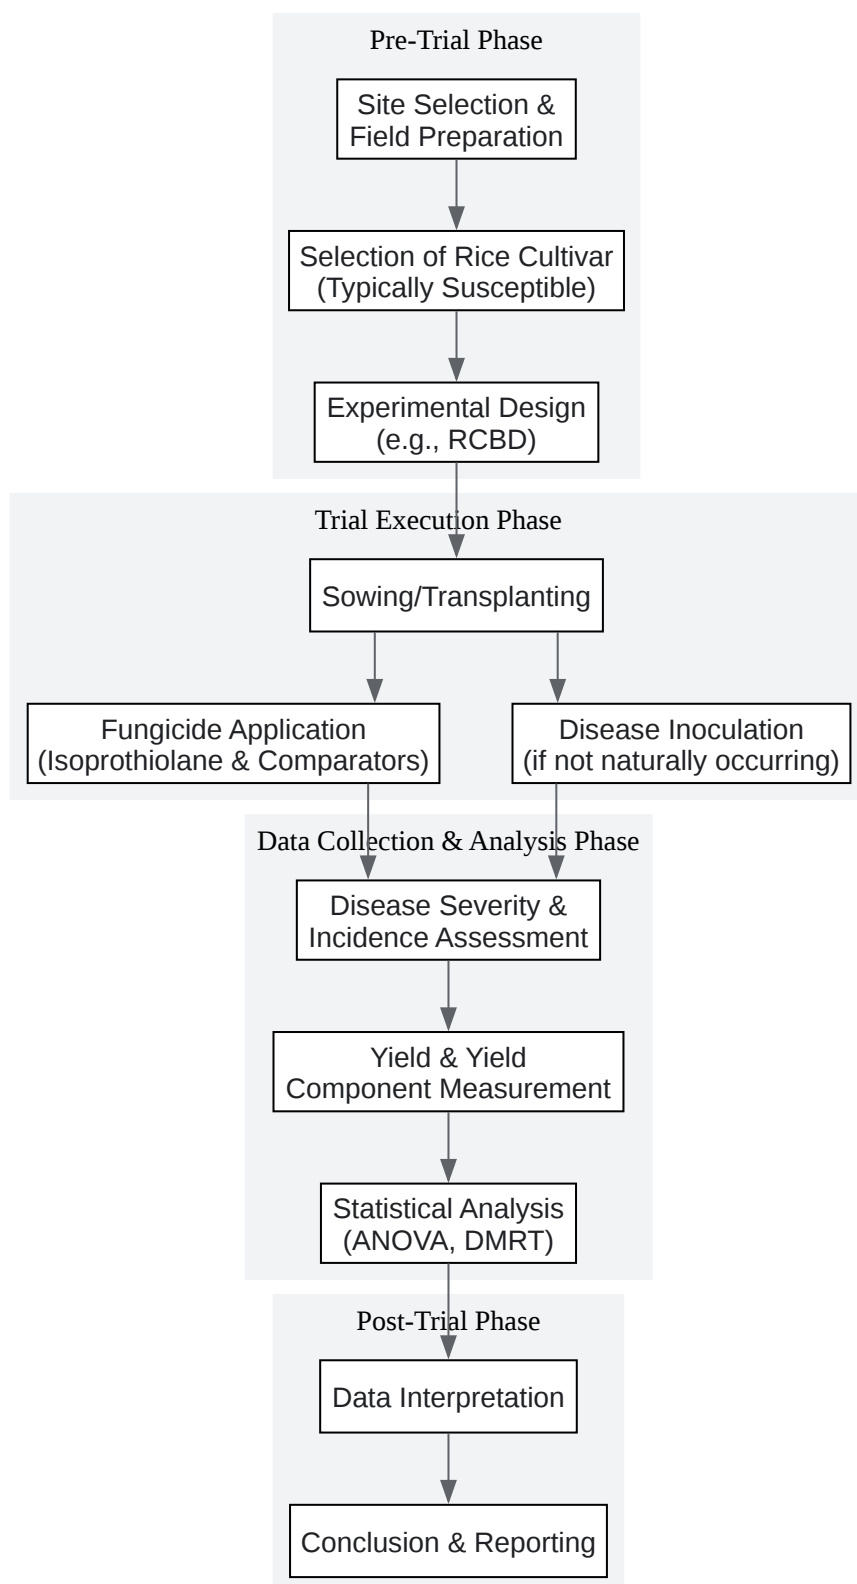 Pre-Trial Phase
Site Selection &
Field Preparation
Selection of Rice Cultivar
(Typically Susceptible)
Experimental Design
(e.g., RCBD)
Trial Execution Phase
Sowing/Transplanting
Fungicide Application
(Isoprothiolane & Comparators)
Disease Inoculation
(if not naturally occurring)
Data Collection & Analysis Phase
Disease Severity &
Incidence Assessment
Yield & Yield
Component Measurement
Statistical Analysis
(ANOVA, DMRT)
Post-Trial Phase
Data Interpretation
Conclusion & Reporting